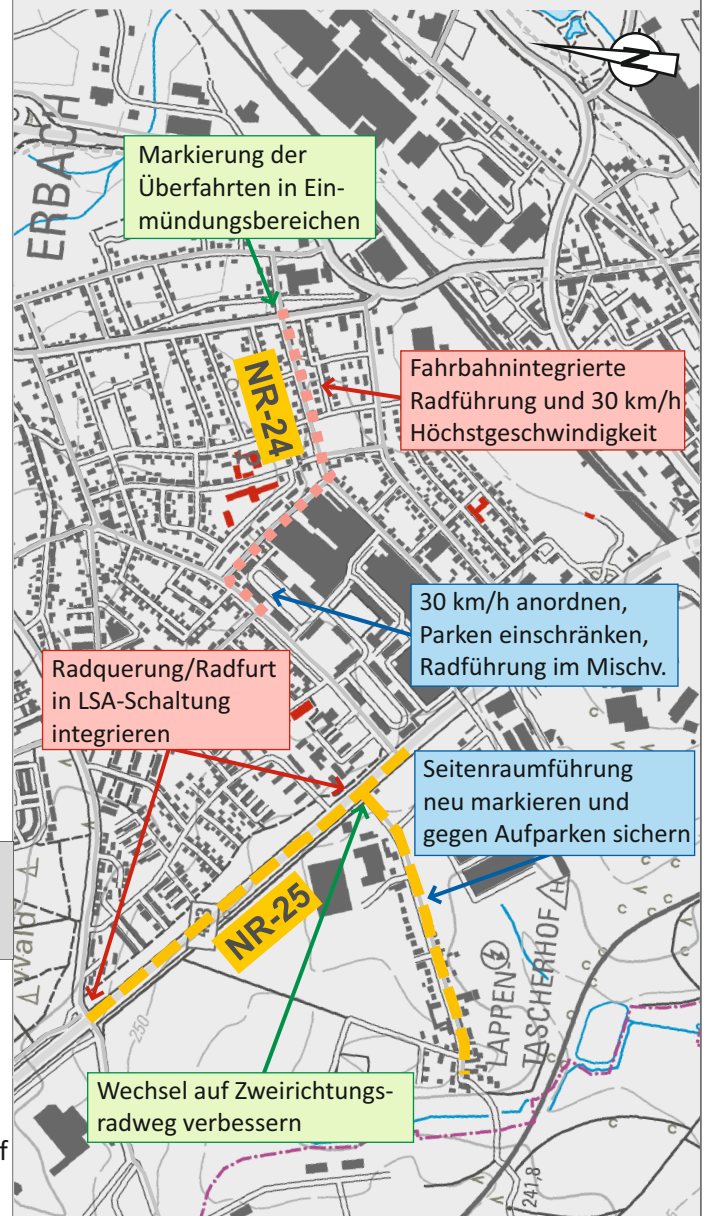 N
ERBACH
Markierung der
Überfahrten in Ein-
mündungsbereichen
NR-24
Fahrbahnintegrierte
Radführung und 30 km/h
Höchstgeschwindigkeit
30 km/h anordnen,
Parken einschränken,
Radführung im Mischv.
Radquerung/Radfurt
in LSA-Schaltung
integrieren
Seitenraumführung
neu markieren und
gegen Aufparken sichern
Wald
NR-25
250
LAPPEN
TASCHERHOF
Wechsel auf Zweirichtungs-
radweg verbessern
f
241,8